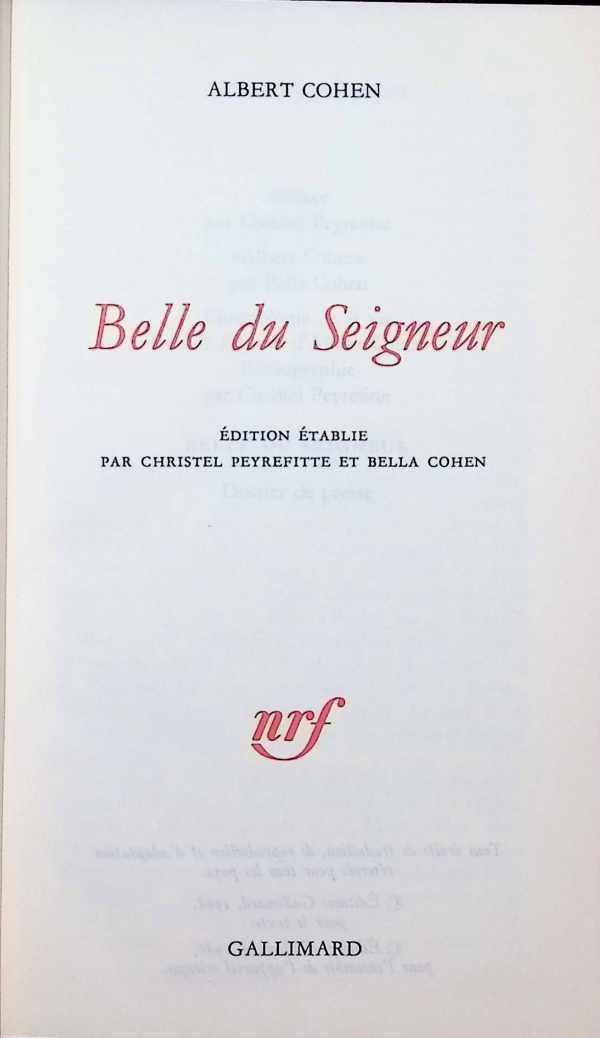 ALBERT COHEN
Belle du Seigneur
ÉDITION ÉTABLIE
PAR CHRISTEL PEYREFITTE ET BELLA COHEN
nrf
GALLIMARD